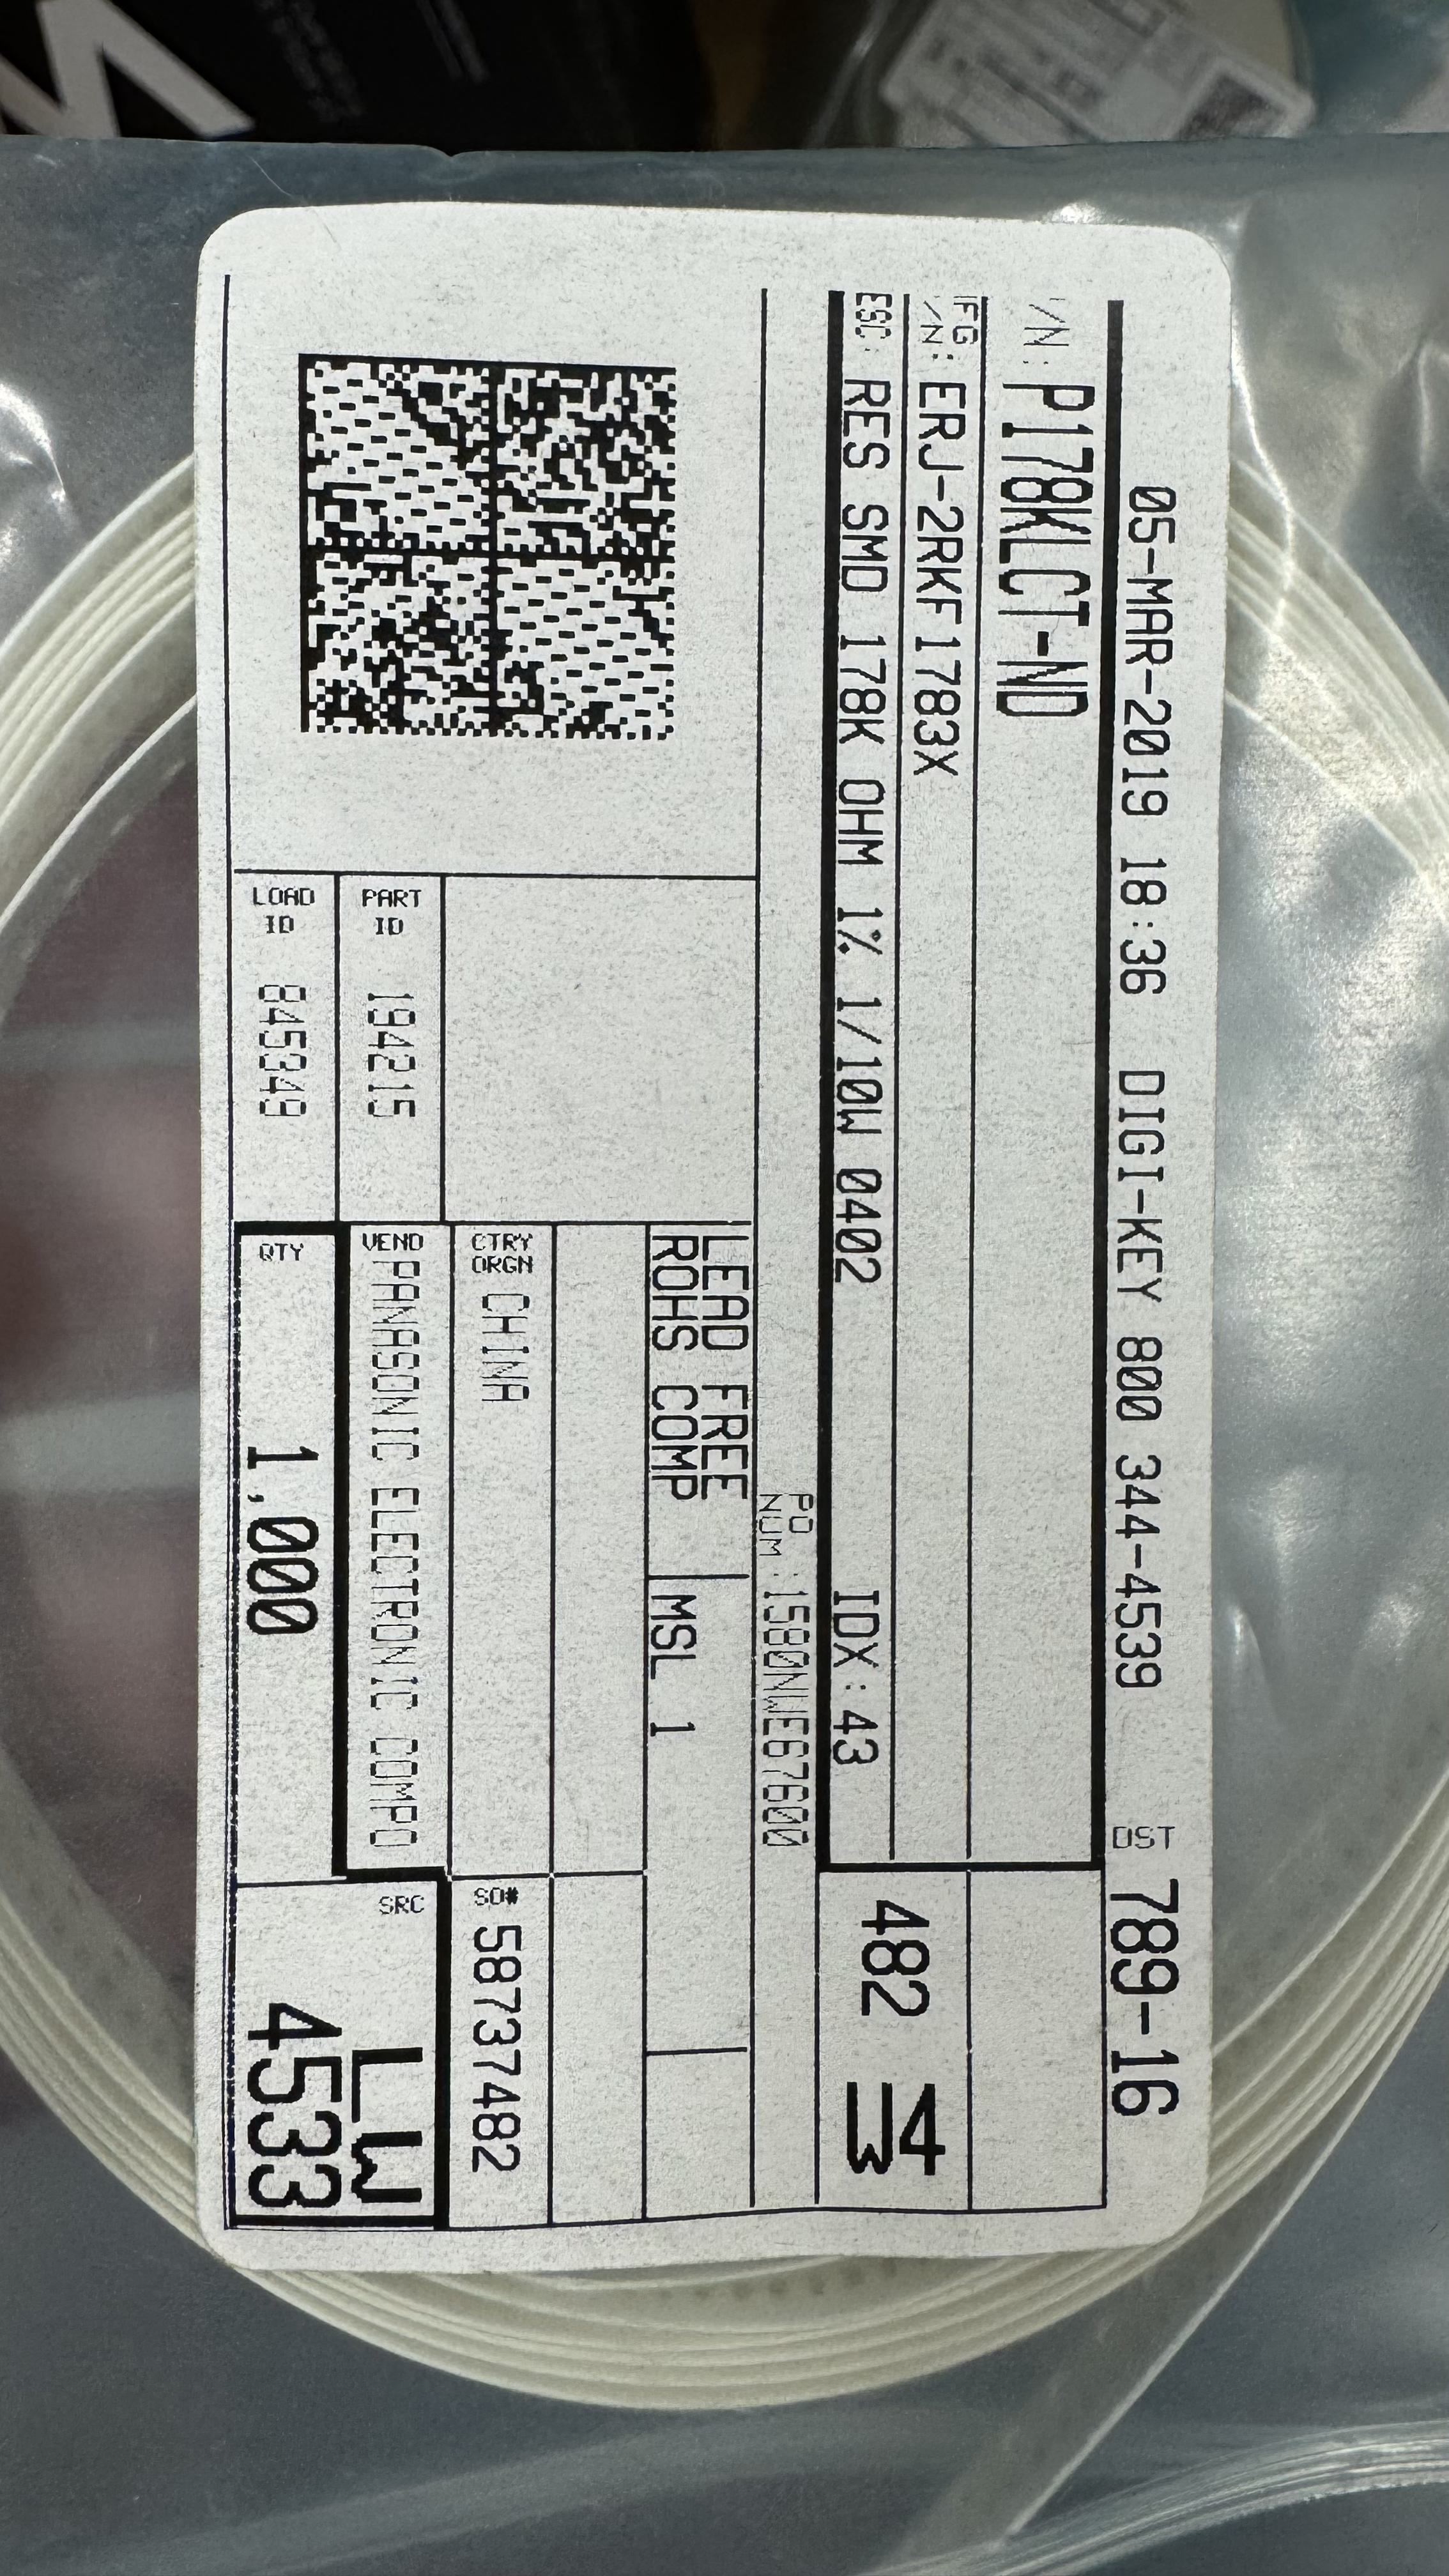 05-MAR-2019 18:36 DIGI-KEY 800 344-4539 DST 789-16
/N: P178KLCT-ND
IFG
/N: ERJ-2RKF1783X
482 W4
ESC: RES SMD 178K OHM 1% 1/10W 0402 IDX:43
PO
NUM :1580NWE67600
LEAD FREE
ROHS COMP
MSL 1
CTRY
ORGN CHINA
SO# 58737482
PART
ID 194215
VEND PANASONIC ELECTRONIC COMPO
SRC LW
4533
LOAD
ID 845349
QTY 1,000